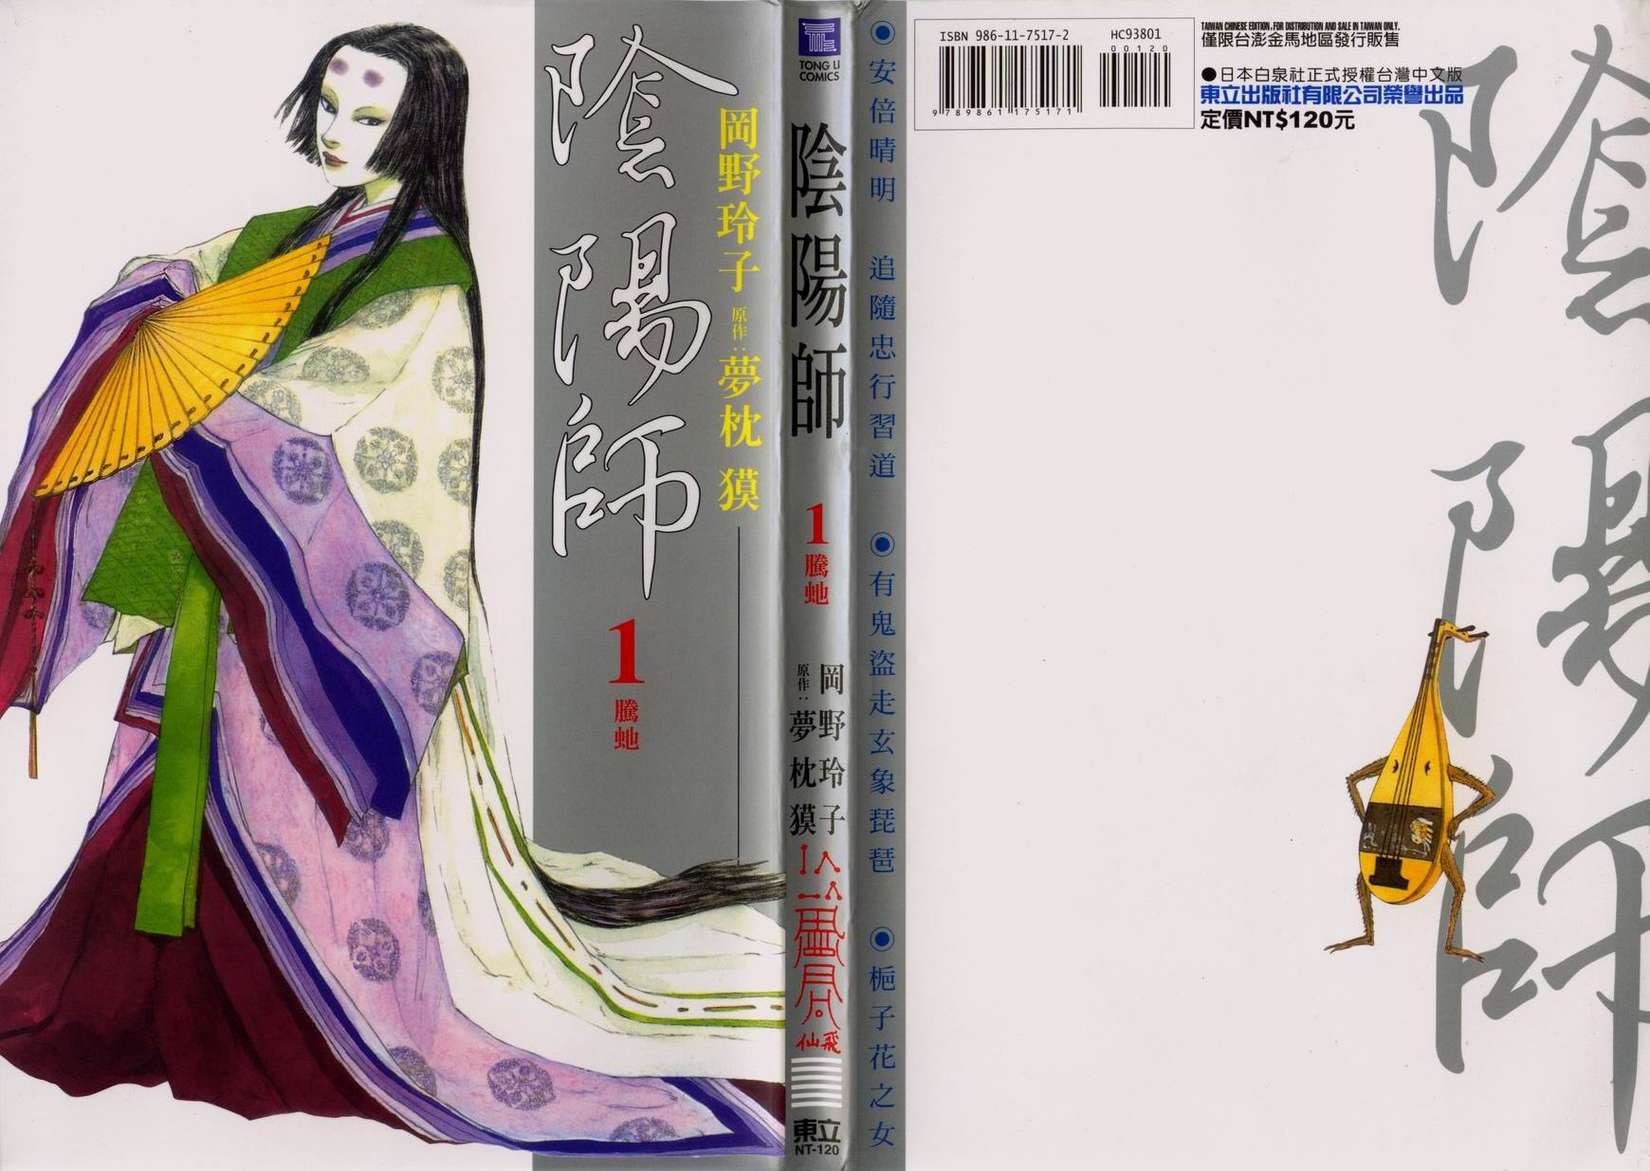 陰陽師
岡野玲子
原作：夢枕 獏
1
騰虵
TONG LI
COMICS
陰陽師
1
騰虵
岡野玲子
原作：夢枕獏
飛仙
東立
NT-120
◉安倍晴明 追隨忠行習道
◉有鬼盜走玄象琵琶
◉梔子花之女
ISBN 986-11-7517-2
HC93801
00120
9789861175171
TAIWAN CHINESE EDITION, FOR DISTRIBUTION AND SALE IN TAIWAN ONLY.
僅限台澎金馬地區發行販售
●日本白泉社正式授權台灣中文版
東立出版社有限公司榮譽出品
定價NT$120元
陰陽師